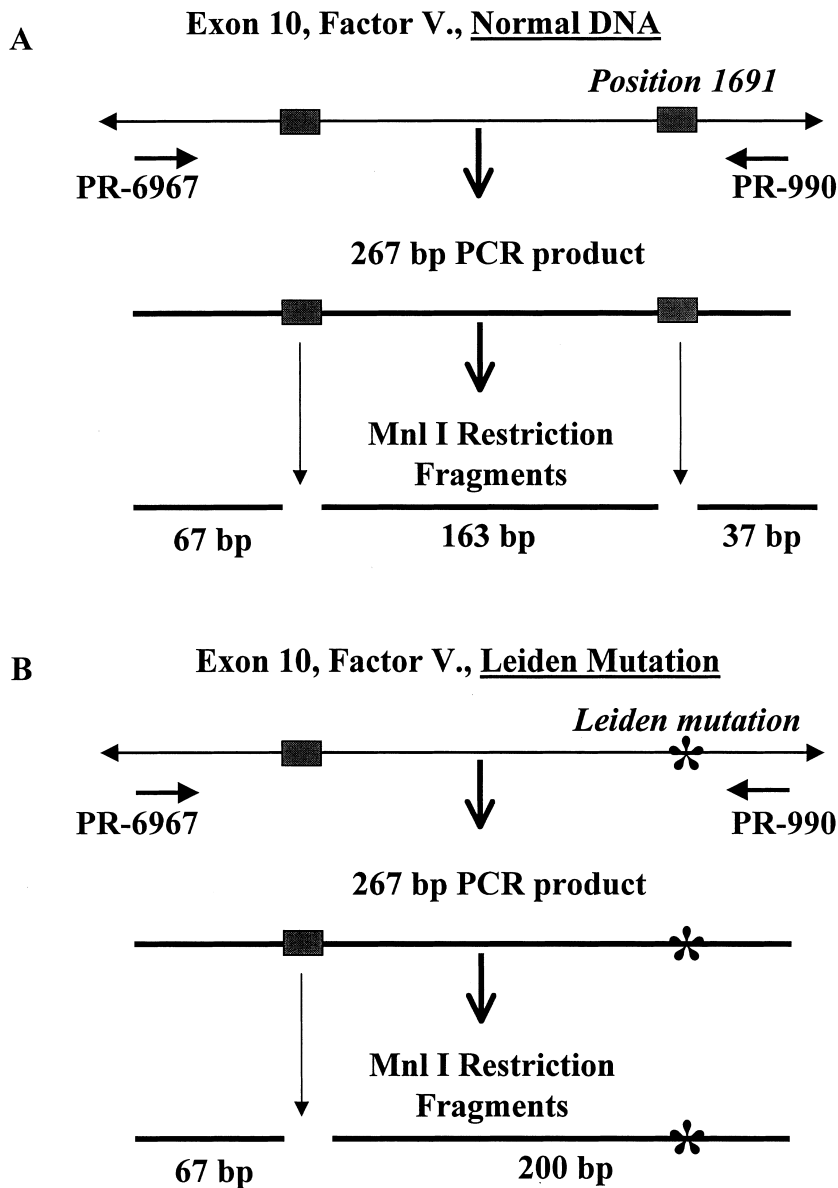 A
Exon 10, Factor V., Normal DNA
Position 1691
PR-6967
PR-990
267 bp PCR product
Mnl I Restriction
Fragments
67 bp
163 bp
37 bp
B
Exon 10, Factor V., Leiden Mutation
Leiden mutation
PR-6967
PR-990
267 bp PCR product
Mnl I Restriction
Fragments
67 bp
200 bp